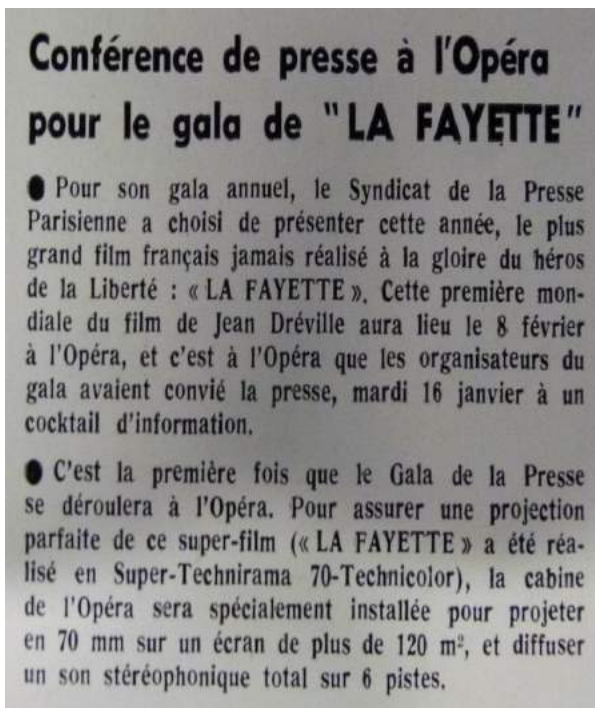 Conférence de presse à l'Opéra
pour le gala de "LA FAYETTE"
● Pour son gala annuel, le Syndicat de la Presse
Parisienne a choisi de présenter cette année, le plus
grand film français jamais réalisé à la gloire du héros
de la Liberté : « LA FAYETTE ». Cette première mon-
diale du film de Jean Dréville aura lieu le 8 février
à l'Opéra, et c'est à l'Opéra que les organisateurs du
gala avaient convié la presse, mardi 16 janvier à un
cocktail d'information.
● C'est la première fois que le Gala de la Presse
se déroulera à l'Opéra. Pour assurer une projection
parfaite de ce super-film (« LA FAYETTE » a été réa-
lisé en Super-Technirama 70-Technicolor), la cabine
de l'Opéra sera spécialement installée pour projeter
en 70 mm sur un écran de plus de 120 m², et diffuser
un son stéréophonique total sur 6 pistes.